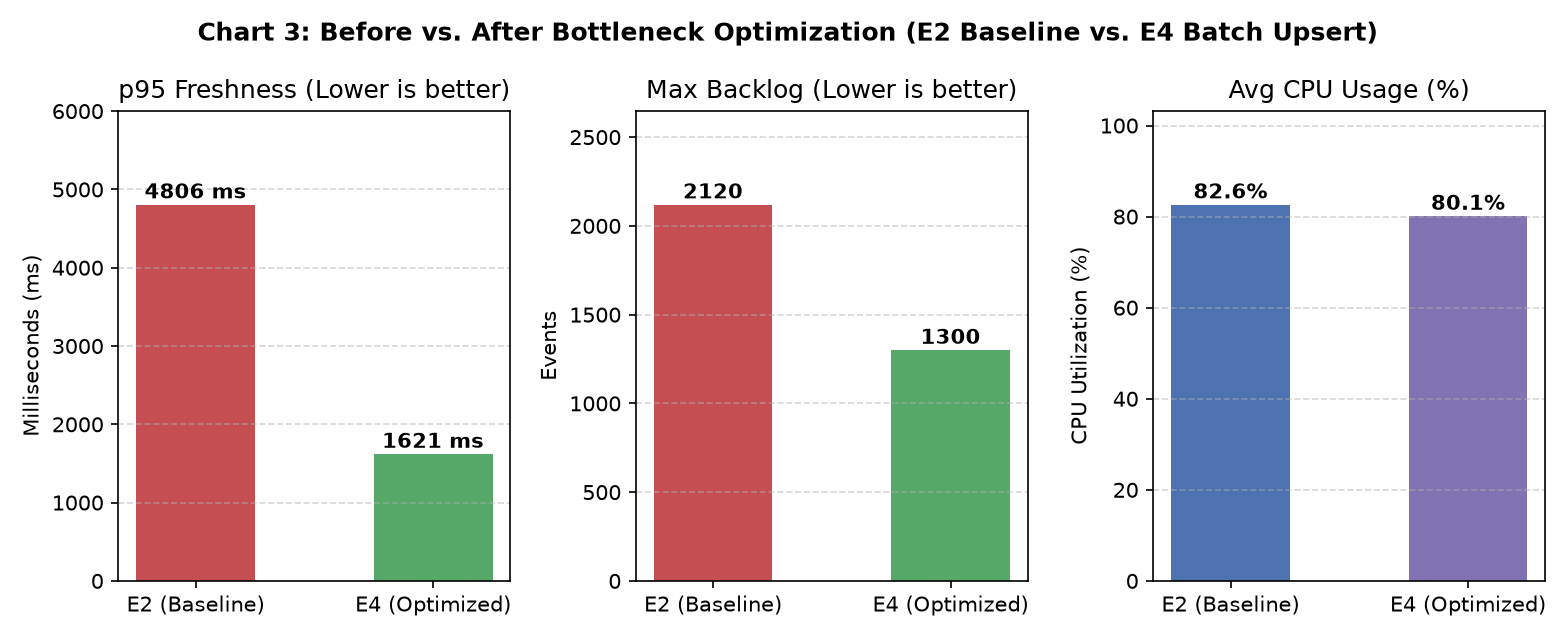 Chart 3: Before vs. After Bottleneck Optimization (E2 Baseline vs. E4 Batch Upsert)
p95 Freshness (Lower is better)
Milliseconds (ms)
6000
5000
4000
3000
2000
1000
0
4806 ms
1621 ms
E2 (Baseline)
E4 (Optimized)
Max Backlog (Lower is better)
Events
2500
2000
1500
1000
500
0
2120
1300
E2 (Baseline)
E4 (Optimized)
Avg CPU Usage (%)
CPU Utilization (%)
100
80
60
40
20
0
82.6%
80.1%
E2 (Baseline)
E4 (Optimized)